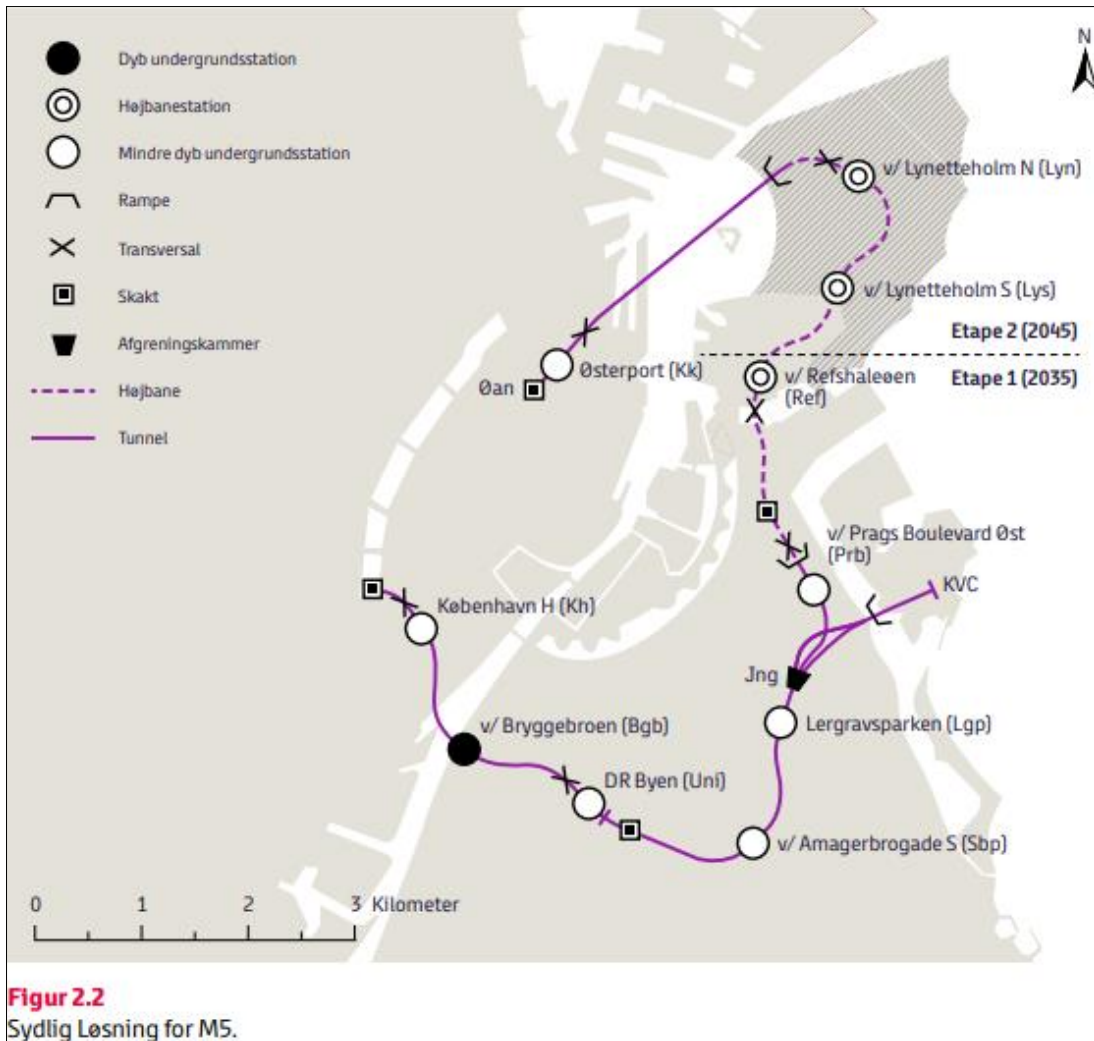 Dyb undergrundsstation
Højbanestation
Mindre dyb undergrundsstation
Rampe
Transversal
Skakt
Afgreningskammer
Højbane
Tunnel
N
v/ Lynetteholm N (Lyn)
v/ Lynetteholm S (Lys)
Etape 2 (2045)
Etape 1 (2035)
Østerport (Kk)
Øan
v/ Refshaleøen
(Ref)
v/ Prags Boulevard Øst
(Prb)
KVC
København H (Kh)
Jng
Lergravsparken (Lgp)
v/ Bryggebroen (Bgb)
DR Byen (Uni)
v/ Amagerbrogade S (Sbp)
0 1 2 3 Kilometer
Figur 2.2
Sydlig Løsning for M5.